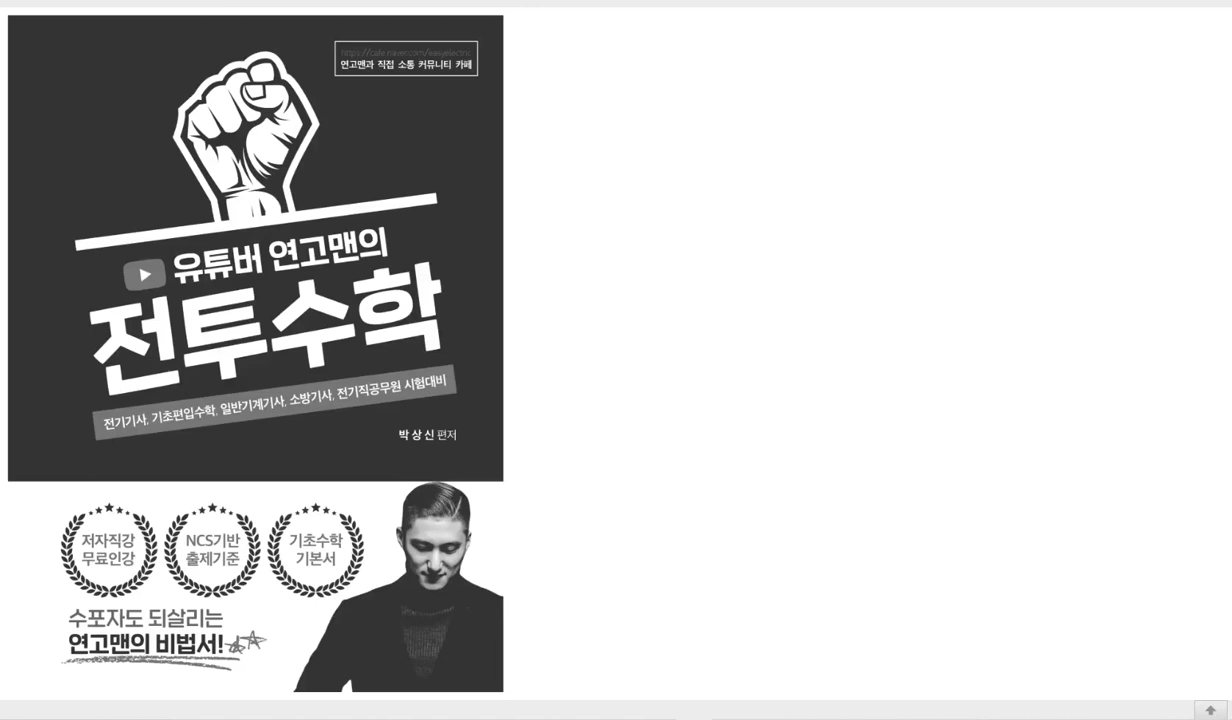 https://cafe.naver.com/easyelectric
연고맨과 직접 소통 커뮤니티 카페
유튜버 연고맨의
전투수학
전기기사, 기초편입수학, 일반기계기사, 소방기사, 전기직공무원 시험대비
박상신 편저
저자직강
무료인강
NCS기반
출제기준
기초수학
기본서
수포자도 되살리는
연고맨의 비법서!